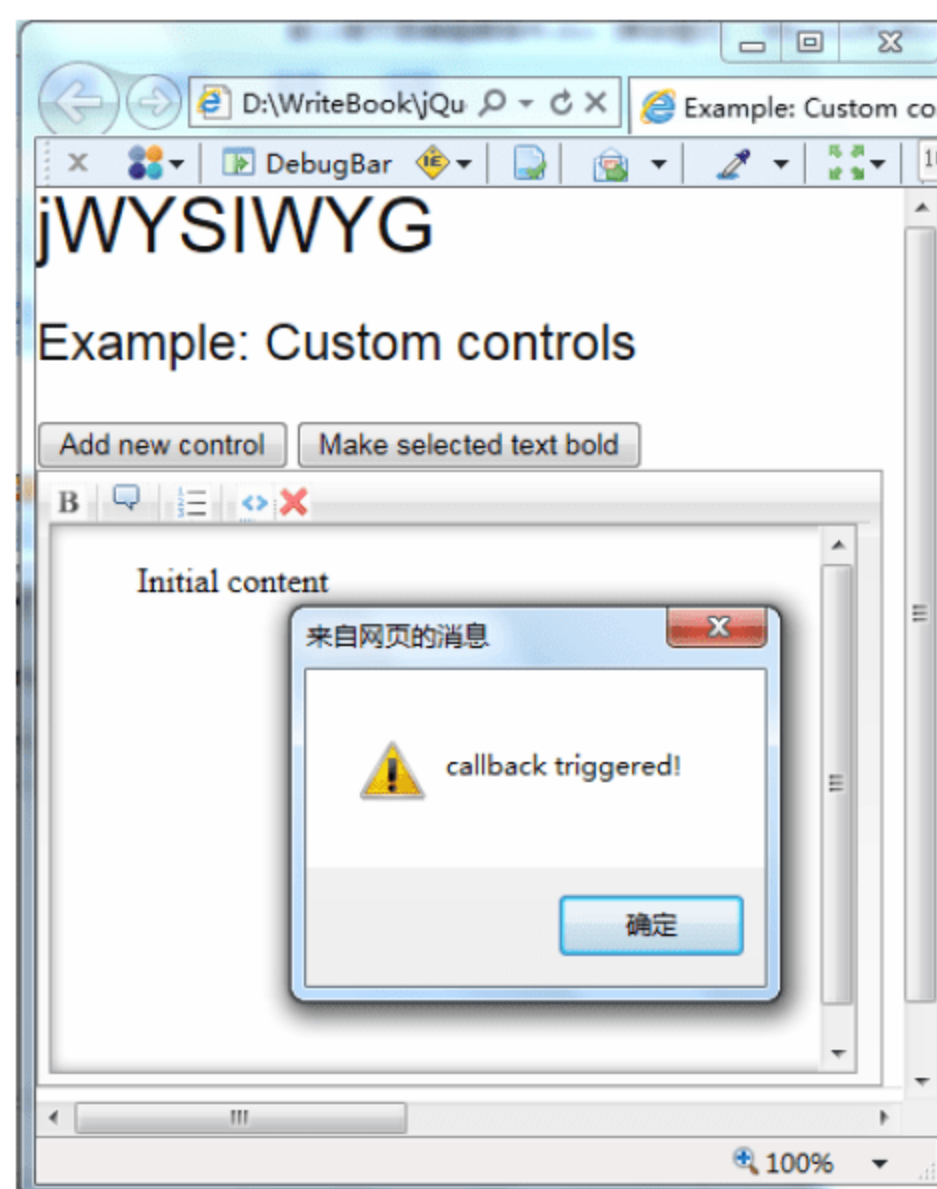 D:\WriteBook\jQu
Example: Custom co
DebugBar
jWYSIWYG
Example: Custom controls
Add new control
Make selected text bold
B
Initial content
来自网页的消息
callback triggered!
确定
100%